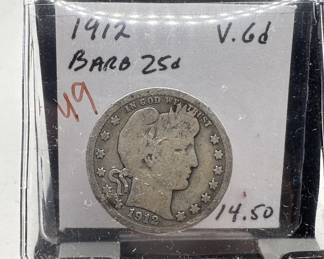 1912 V.Gd
BARB 25¢
49
IN GOD WE TRUST
1912
14.50